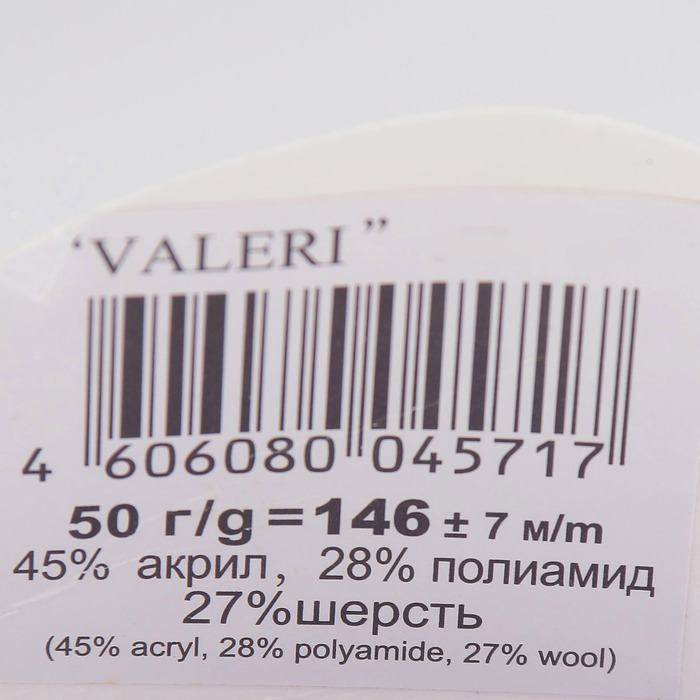 ‘VALERI”
4 606080 045717
50 г/g=146 ± 7 м/m
45% акрил, 28% полиамид
27%шерсть
(45% acryl, 28% polyamide, 27% wool)